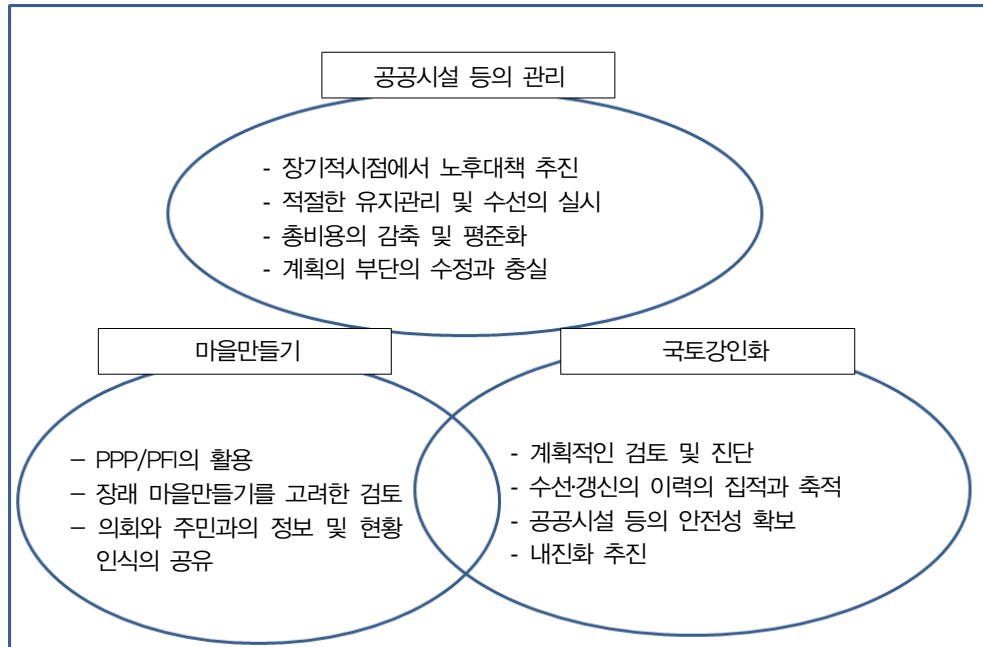 공공시설 등의 관리
- 장기적시점에서 노후대책 추진
- 적절한 유지관리 및 수선의 실시
- 총비용의 감축 및 평준화
- 계획의 부단의 수정과 충실
마을만들기
– PPP/PFI의 활용
– 장래 마을만들기를 고려한 검토
– 의회와 주민과의 정보 및 현황
인식의 공유
국토강인화
- 계획적인 검토 및 진단
- 수선·갱신의 이력의 집적과 축적
- 공공시설 등의 안전성 확보
- 내진화 추진